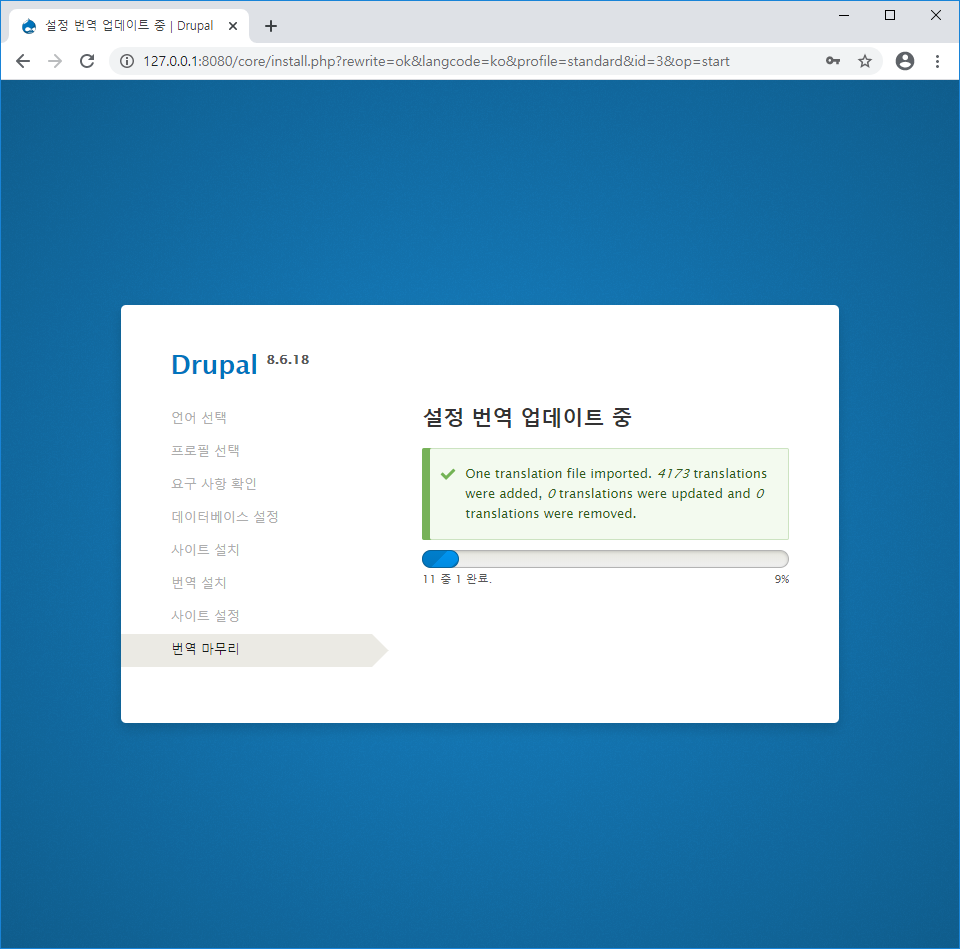 설정 번역 업데이트 중 | Drupal
127.0.0.1:8080/core/install.php?rewrite=ok&langcode=ko&profile=standard&id=3&op=start
Drupal 8.6.18
언어 선택
프로필 선택
요구 사항 확인
데이터베이스 설정
사이트 설치
번역 설치
사이트 설정
번역 마무리
설정 번역 업데이트 중
One translation file imported. 4173 translations
were added, 0 translations were updated and 0
translations were removed.
11 중 1 완료.
9%